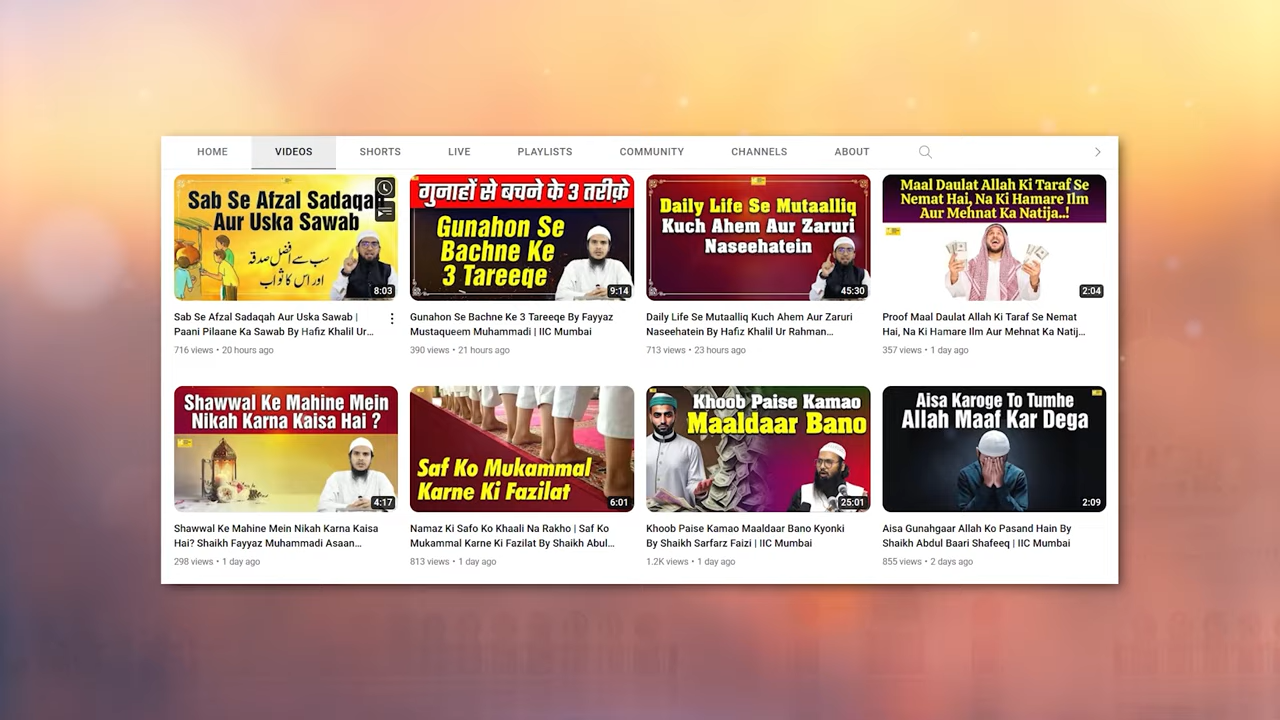 HOME VIDEOS SHORTS LIVE PLAYLISTS COMMUNITY CHANNELS ABOUT
Sab Se Afzal Sadaqah
Aur Uska Sawab
سب سے افضل صدقہ
اور اس کا ثواب
8:03
गुनाहों से बचने के 3 तरीक़े
Gunahon Se
Bachne Ke
3 Tareeqe
9:14
Daily Life Se Mutaalliq
Kuch Ahem Aur Zaruri
Naseehatein
45:30
Maal Daulat Allah Ki Taraf Se
Nemat Hai, Na Ki Hamare Ilm
Aur Mehnat Ka Natija..!
2:04
Sab Se Afzal Sadaqah Aur Uska Sawab |
Paani Pilaane Ka Sawab By Hafiz Khalil Ur...
716 views • 20 hours ago
Gunahon Se Bachne Ke 3 Tareeqe By Fayyaz
Mustaqueem Muhammadi | IIC Mumbai
390 views • 21 hours ago
Daily Life Se Mutaalliq Kuch Ahem Aur Zaruri
Naseehatein By Hafiz Khalil Ur Rahman...
713 views • 23 hours ago
Proof Maal Daulat Allah Ki Taraf Se Nemat
Hai, Na Ki Hamare Ilm Aur Mehnat Ka Natij...
357 views • 1 day ago
Shawwal Ke Mahine Mein
Nikah Karna Kaisa Hai ?
4:17
Saf Ko Mukammal
Karne Ki Fazilat
6:01
Khoob Paise Kamao
Maaldaar Bano
25:01
Aisa Karoge To Tumhe
Allah Maaf Kar Dega
2:09
Shawwal Ke Mahine Mein Nikah Karna Kaisa
Hai? Shaikh Fayyaz Muhammadi Asaan...
298 views • 1 day ago
Namaz Ki Safo Ko Khaali Na Rakho | Saf Ko
Mukammal Karne Ki Fazilat By Shaikh Abul...
813 views • 1 day ago
Khoob Paise Kamao Maaldaar Bano Kyonki
By Shaikh Sarfarz Faizi | IIC Mumbai
1.2K views • 1 day ago
Aisa Gunahgaar Allah Ko Pasand Hain By
Shaikh Abdul Baari Shafeeq | IIC Mumbai
855 views • 2 days ago